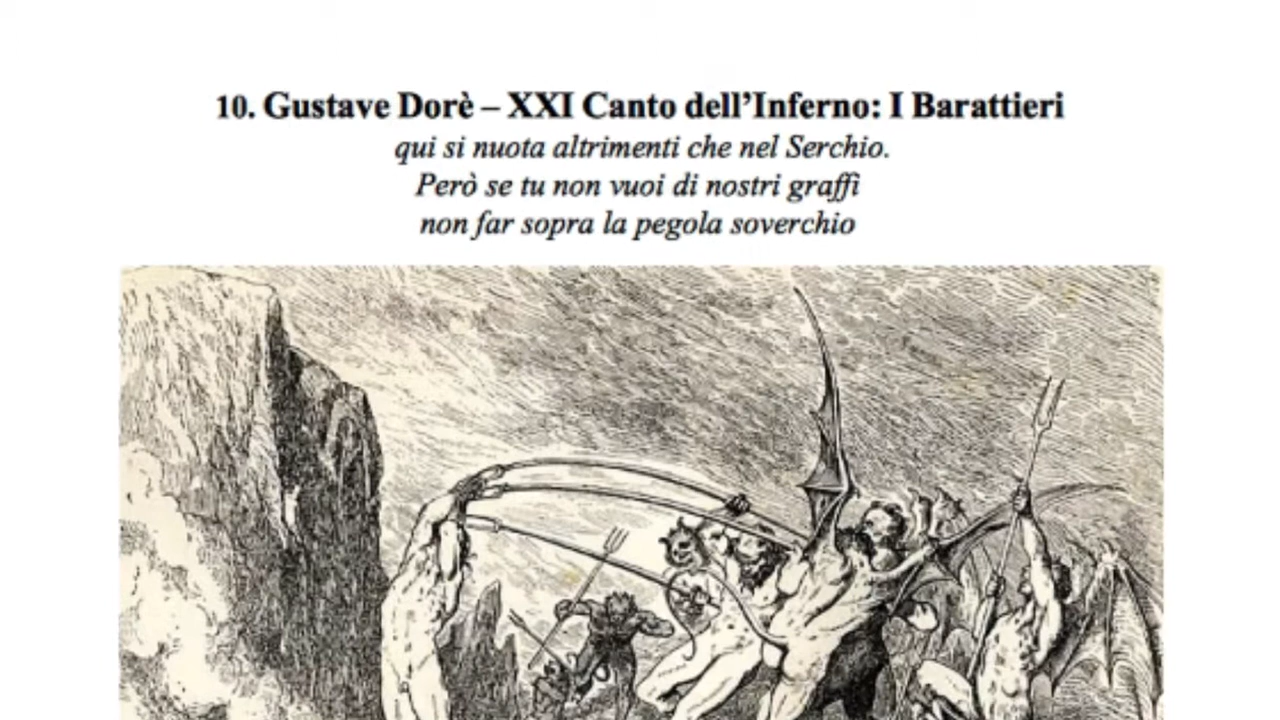 10. Gustave Dorè – XXI Canto dell’Inferno: I Barattieri
qui si nuota altrimenti che nel Serchio.
Però se tu non vuoi di nostri graffi
non far sopra la pegola soverchio